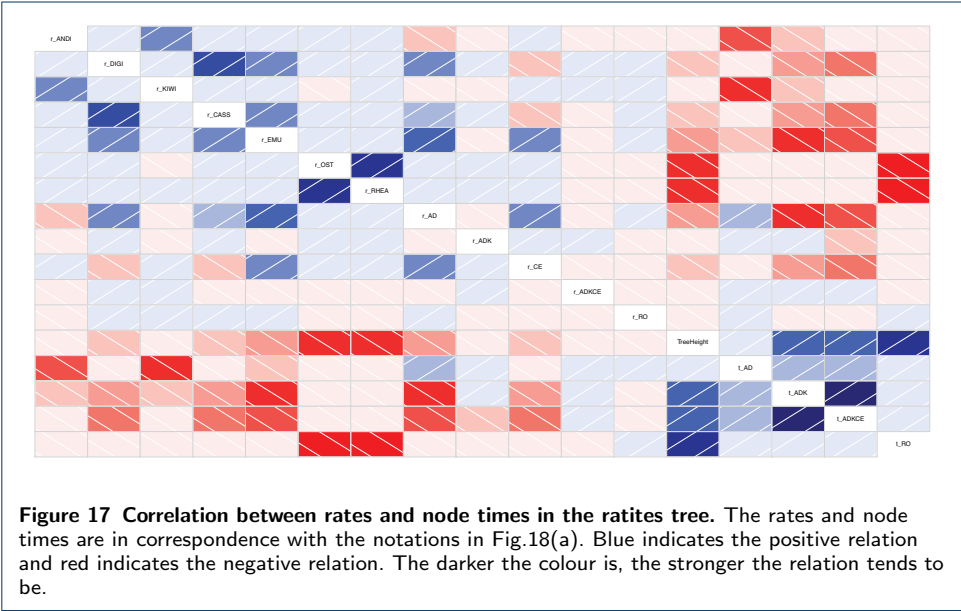 r_ANDI
r_DIGI
r_KIWI
r_CASS
r_EMU
r_OST
r_RHEA
r_AD
r_ADK
r_CE
r_ADKCE
r_RO
TreeHeight
t_AD
t_ADK
t_ADKCE
t_RO
Figure 17 Correlation between rates and node times in the ratites tree. The rates and node
times are in correspondence with the notations in Fig.18(a). Blue indicates the positive relation
and red indicates the negative relation. The darker the colour is, the stronger the relation tends to
be.